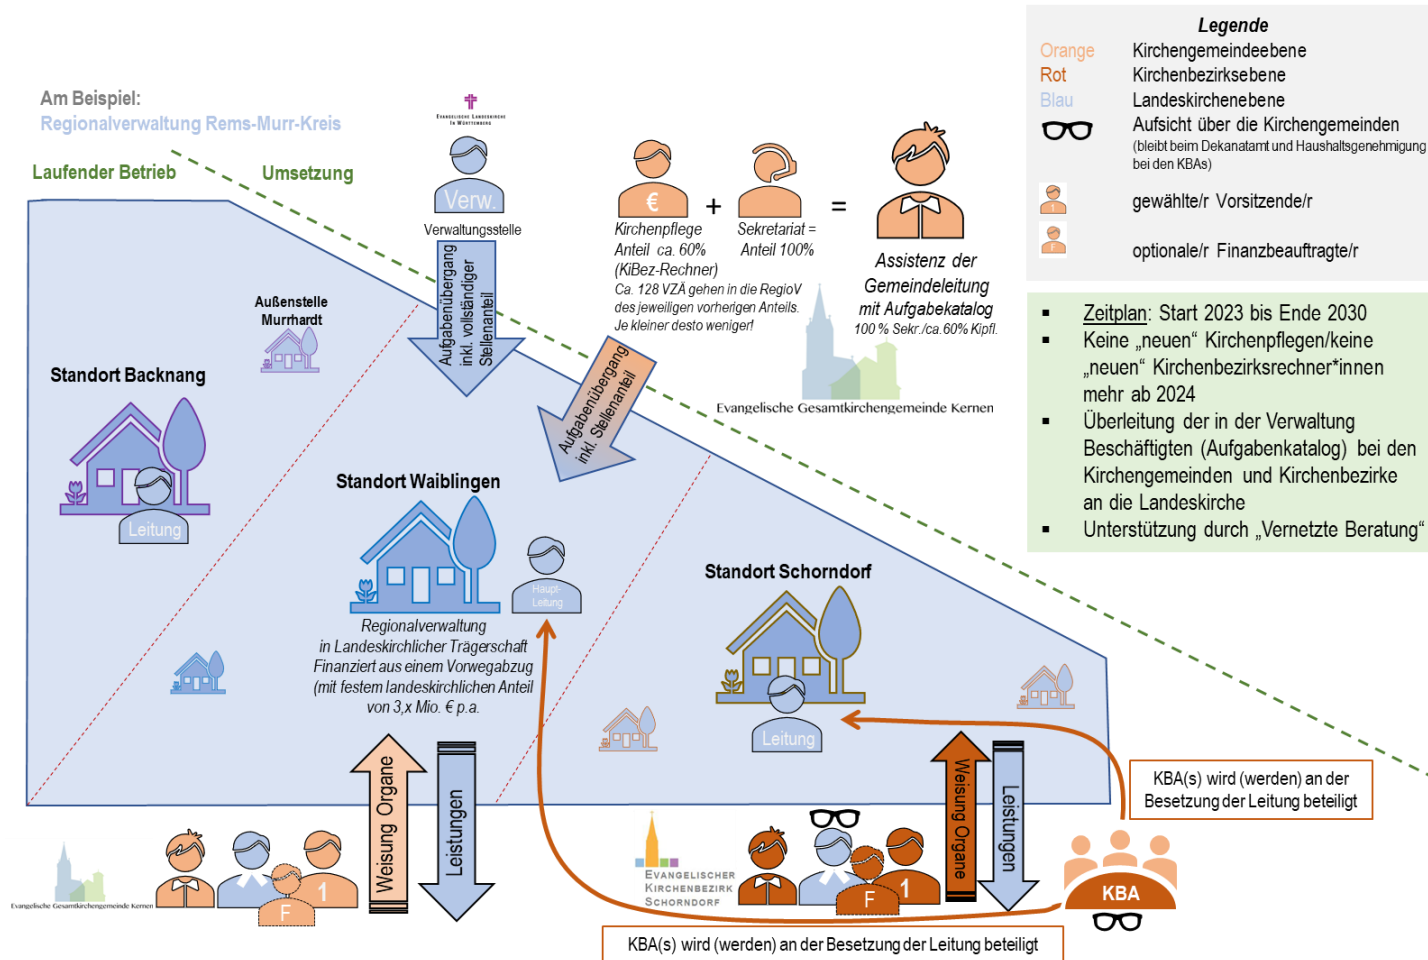 Legende
Orange Kirchengemeindeebene
Rot Kirchenbezirksebene
Blau Landeskirchenebene
Aufsicht über die Kirchengemeinden
(bleibt beim Dekanatamt und Haushaltsgenehmigung
bei den KBAs)
1 gewählte/r Vorsitzende/r
F optionale/r Finanzbeauftragte/r
Am Beispiel:
Regionalverwaltung Rems-Murr-Kreis
Laufender Betrieb
Umsetzung
Evangelische Landeskirche
in Württemberg
Verw.
Verwaltungsstelle
Aufgabenübergang
inkl. vollständiger
Stellenanteil
€
+
=
Kirchenpflege
Anteil ca. 60%
(KiBez-Rechner)
Ca. 128 VZÄ gehen in die RegioV
des jeweiligen vorherigen Anteils.
Je kleiner desto weniger!
Sekretariat =
Anteil 100%
Assistenz der
Gemeindeleitung
mit Aufgabekatalog
100 % Sekr./ca.60% Kipfl.
Evangelische Gesamtkirchengemeinde Kernen
Aufgabenübergang
inkl. Stellenanteil
▪ Zeitplan: Start 2023 bis Ende 2030
▪ Keine „neuen“ Kirchenpflegen/keine
„neuen“ Kirchenbezirksrechner*innen
mehr ab 2024
▪ Überleitung der in der Verwaltung
Beschäftigten (Aufgabenkatalog) bei den
Kirchengemeinden und Kirchenbezirke
an die Landeskirche
▪ Unterstützung durch „Vernetzte Beratung“
Außenstelle
Murrhardt
Standort Backnang
Leitung
Standort Waiblingen
Haupt-
Leitung
Regionalverwaltung
in Landeskirchlicher Trägerschaft
Finanziert aus einem Vorwegabzug
(mit festem landeskirchlichen Anteil
von 3,x Mio. € p.a.
Standort Schorndorf
Leitung
Weisung Organe
Leistungen
Weisung Organe
Leistungen
KBA(s) wird (werden) an der
Besetzung der Leitung beteiligt
Evangelische Gesamtkirchengemeinde Kernen
F
1
Evangelischer
Kirchenbezirk
Schorndorf
F
1
KBA
KBA(s) wird (werden) an der Besetzung der Leitung beteiligt